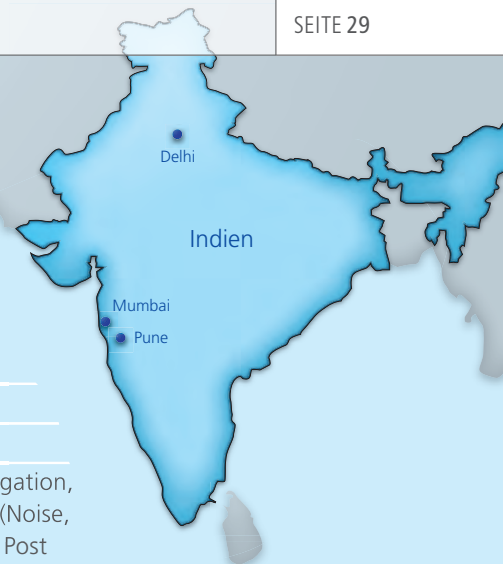 SEITE 29
Delhi
Indien
Mumbai
Pune
gation,
(Noise,
Post